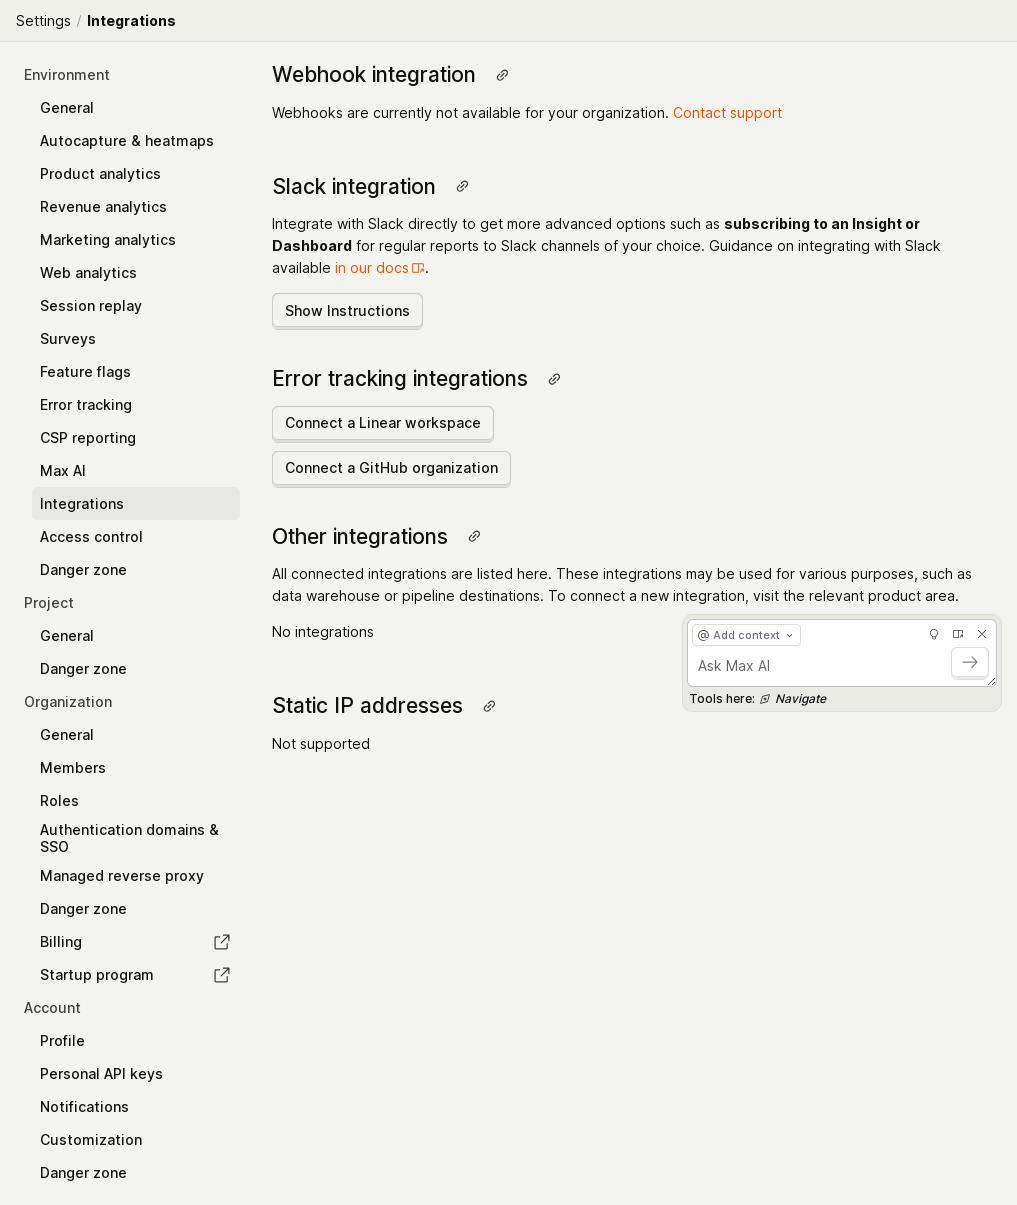 Settings / Integrations
Environment
General
Autocapture & heatmaps
Product analytics
Revenue analytics
Marketing analytics
Web analytics
Session replay
Surveys
Feature flags
Error tracking
CSP reporting
Max AI
Integrations
Access control
Danger zone
Project
General
Danger zone
Organization
General
Members
Roles
Authentication domains &
SSO
Managed reverse proxy
Danger zone
Billing
Startup program
Account
Profile
Personal API keys
Notifications
Customization
Danger zone
Webhook integration
Webhooks are currently not available for your organization. Contact support
Slack integration
Integrate with Slack directly to get more advanced options such as subscribing to an Insight or
Dashboard for regular reports to Slack channels of your choice. Guidance on integrating with Slack
available in our docs.
Show Instructions
Error tracking integrations
Connect a Linear workspace
Connect a GitHub organization
Other integrations
All connected integrations are listed here. These integrations may be used for various purposes, such as
data warehouse or pipeline destinations. To connect a new integration, visit the relevant product area.
No integrations
Static IP addresses
Not supported
@ Add context
Ask Max AI
Tools here: Navigate